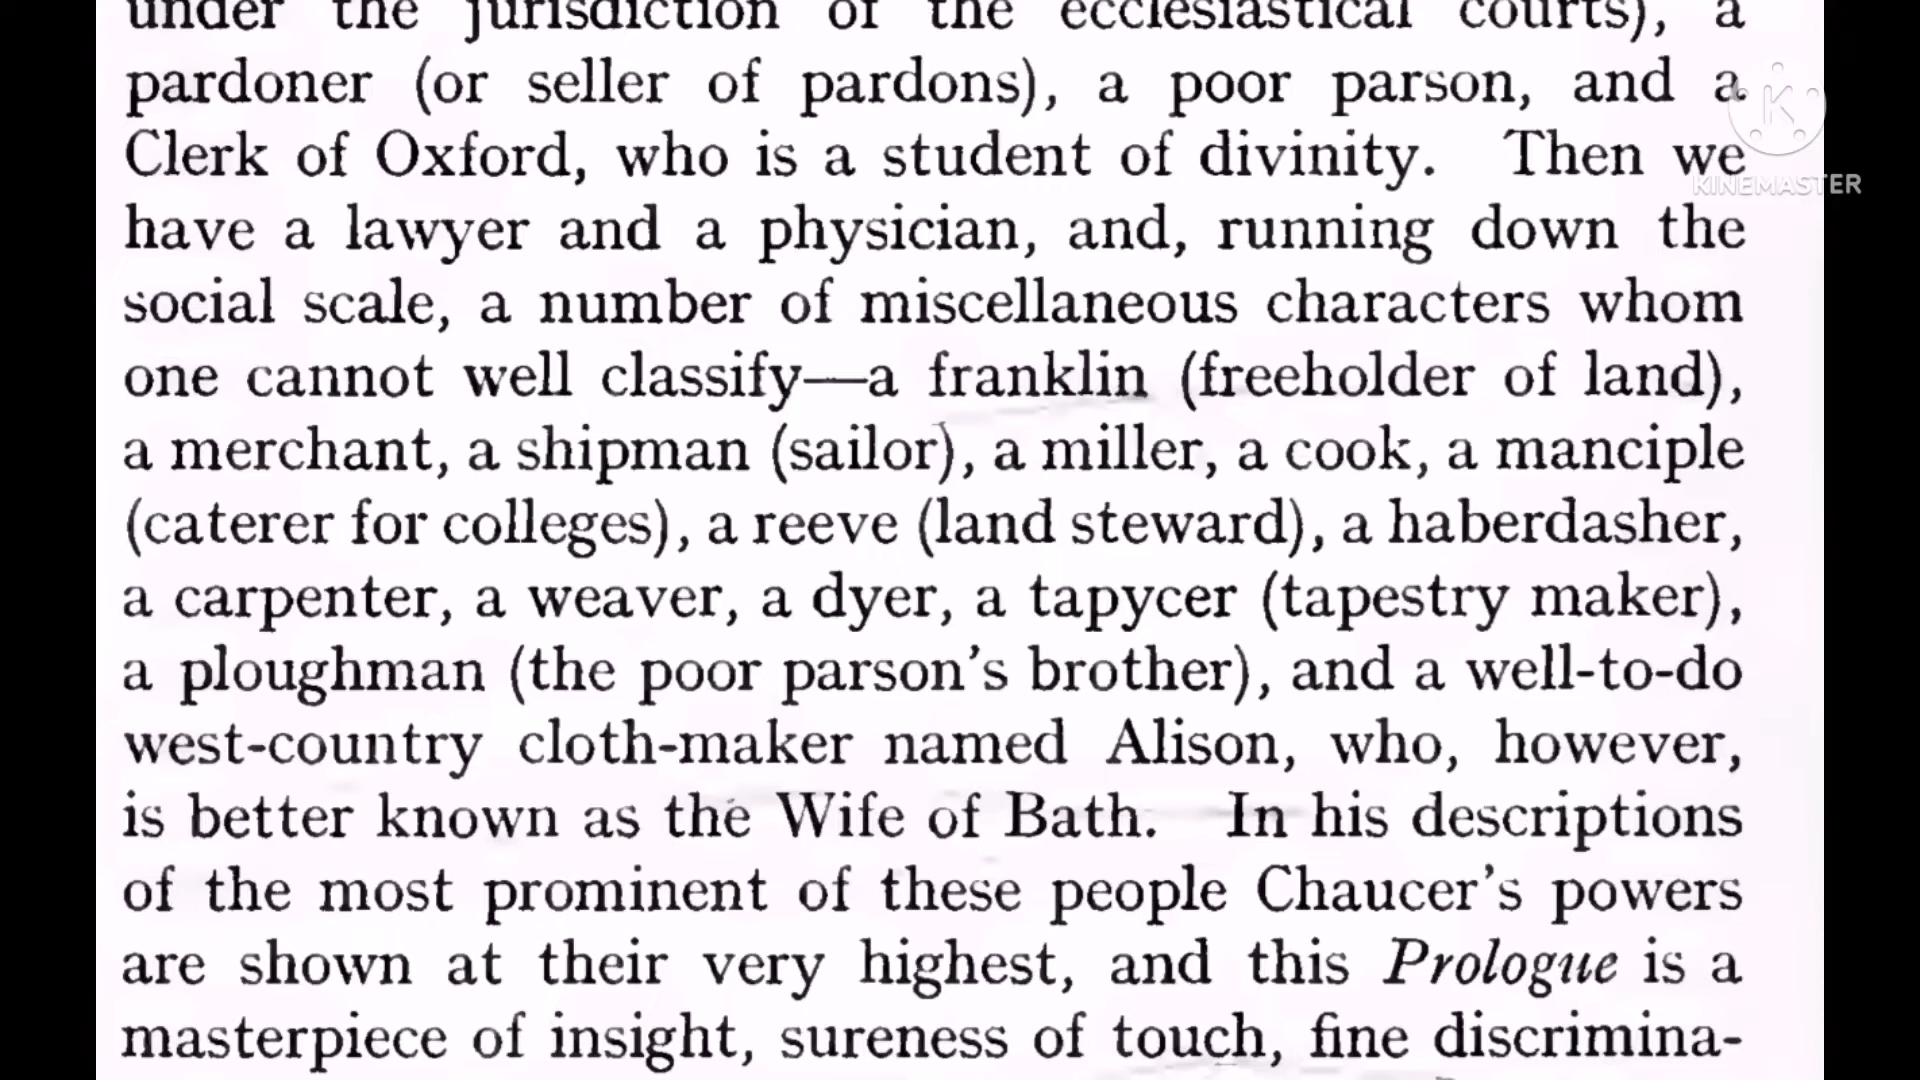 under the jurisdiction of the ecclesiastical courts), a
pardoner (or seller of pardons), a poor parson, and a
Clerk of Oxford, who is a student of divinity. Then we
have a lawyer and a physician, and, running down the
social scale, a number of miscellaneous characters whom
one cannot well classify—a franklin (freeholder of land),
a merchant, a shipman (sailor), a miller, a cook, a manciple
(caterer for colleges), a reeve (land steward), a haberdasher,
a carpenter, a weaver, a dyer, a tapycer (tapestry maker),
a ploughman (the poor parson's brother), and a well-to-do
west-country cloth-maker named Alison, who, however,
is better known as the Wife of Bath. In his descriptions
of the most prominent of these people Chaucer's powers
are shown at their very highest, and this Prologue is a
masterpiece of insight, sureness of touch, fine discrimina-
K
KINEMASTER